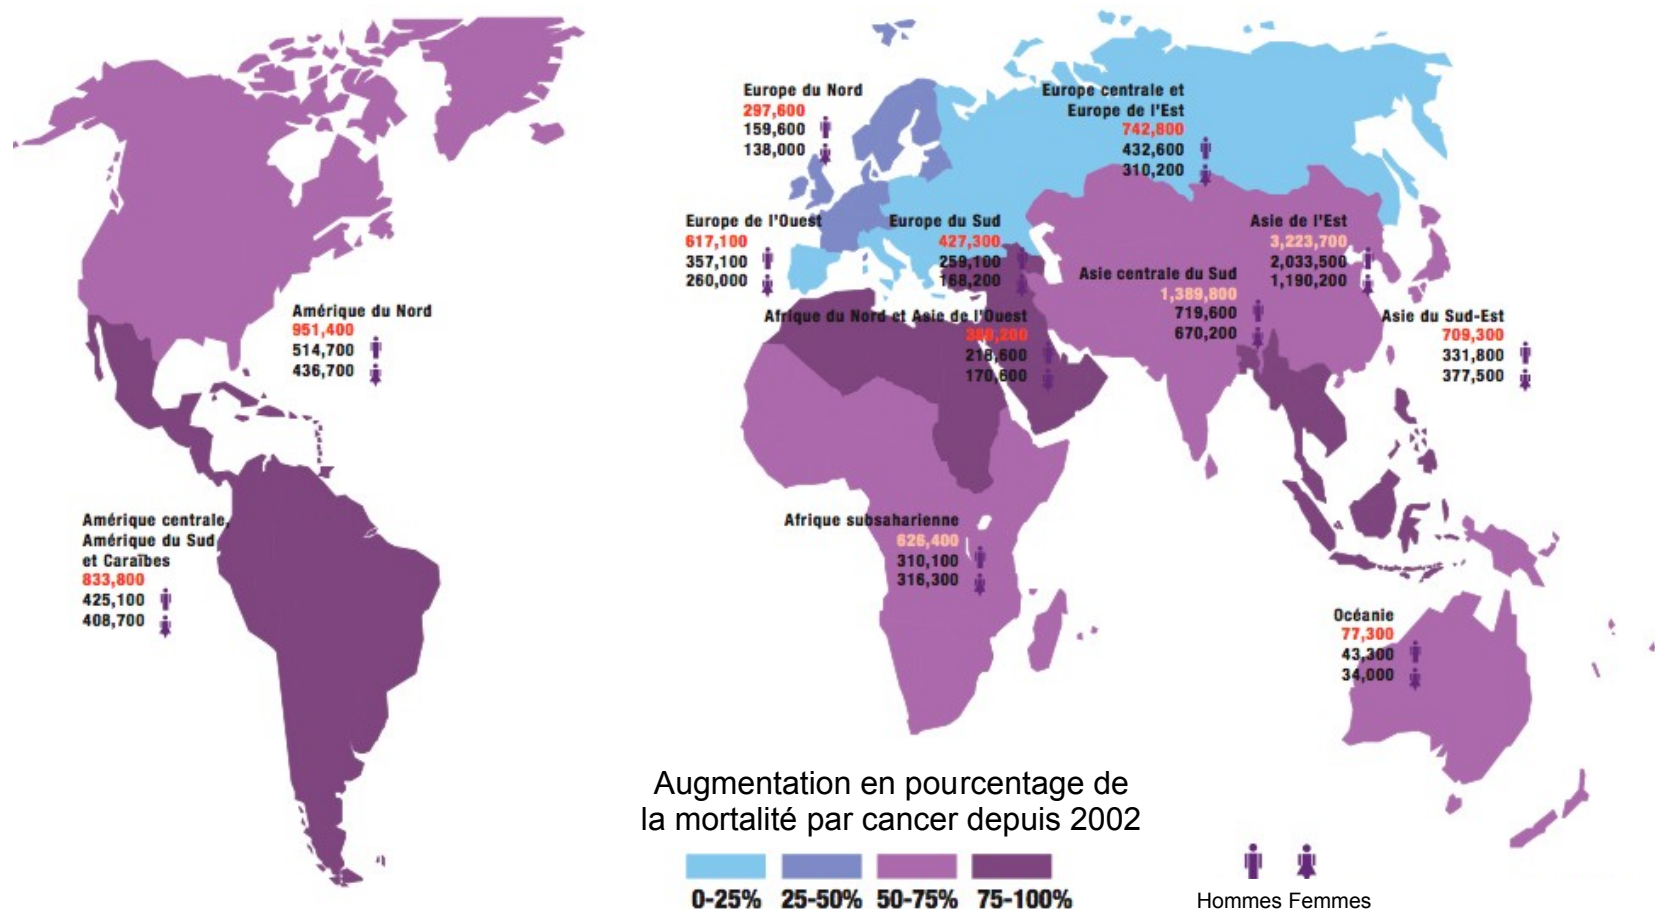 Europe du Nord
297,600
159,600
138,000
Europe centrale et
Europe de l'Est
742,800
432,600
310,200
Europe de l'Ouest
617,100
357,100
260,000
Europe du Sud
427,300
259,100
168,200
Asie de l'Est
3,223,700
2,033,500
1,190,200
Asie centrale du Sud
1,389,800
719,600
670,200
Amérique du Nord
951,400
514,700
436,700
Afrique du Nord et Asie de l'Ouest
218,600
170,600
Asie du Sud-Est
709,300
331,800
377,500
Amérique centrale,
Amérique du Sud
et Caraïbes
833,800
425,100
408,700
Afrique subsaharienne
626,400
310,100
316,300
Océanie
77,300
43,300
34,000
Augmentation en pourcentage de
la mortalité par cancer depuis 2002
0-25% 25-50% 50-75% 75-100%
Hommes Femmes